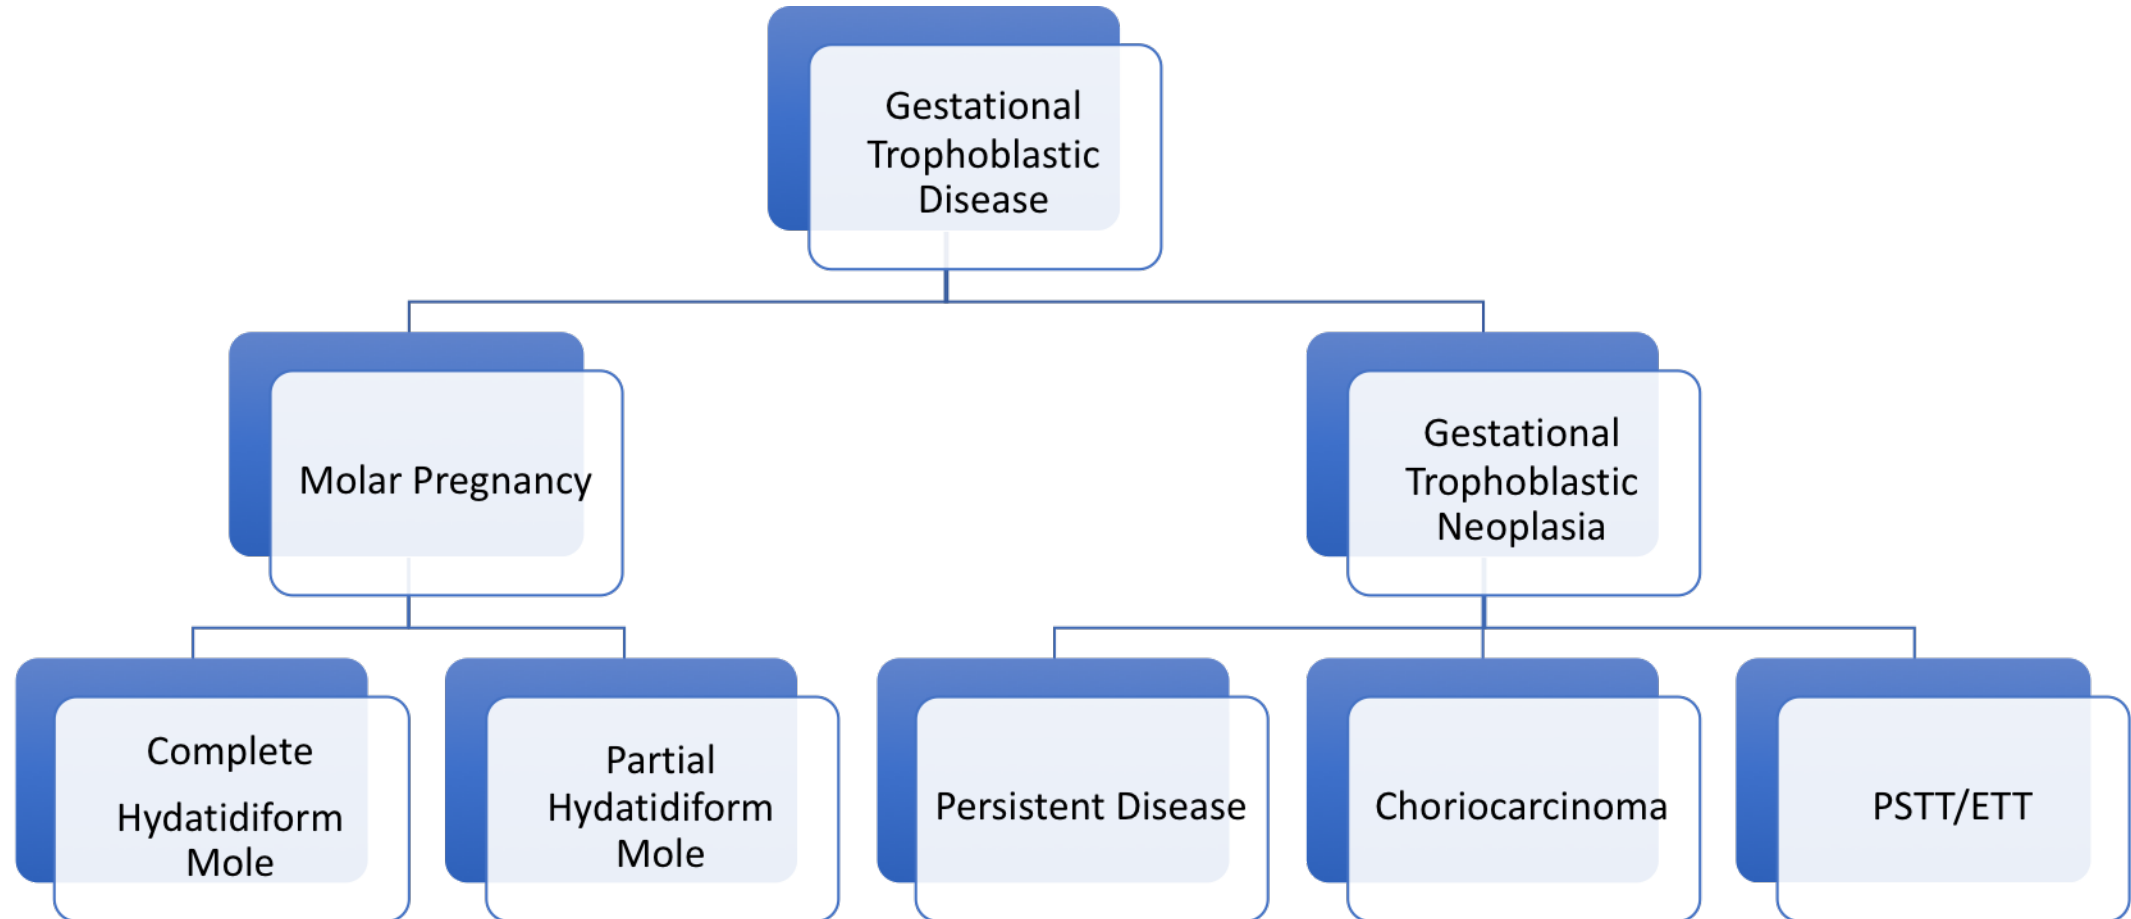 Gestational
Trophoblastic
Disease
Molar Pregnancy
Gestational
Trophoblastic
Neoplasia
Complete
Hydatidiform
Mole
Partial
Hydatidiform
Mole
Persistent Disease
Choriocarcinoma
PSTT/ETT